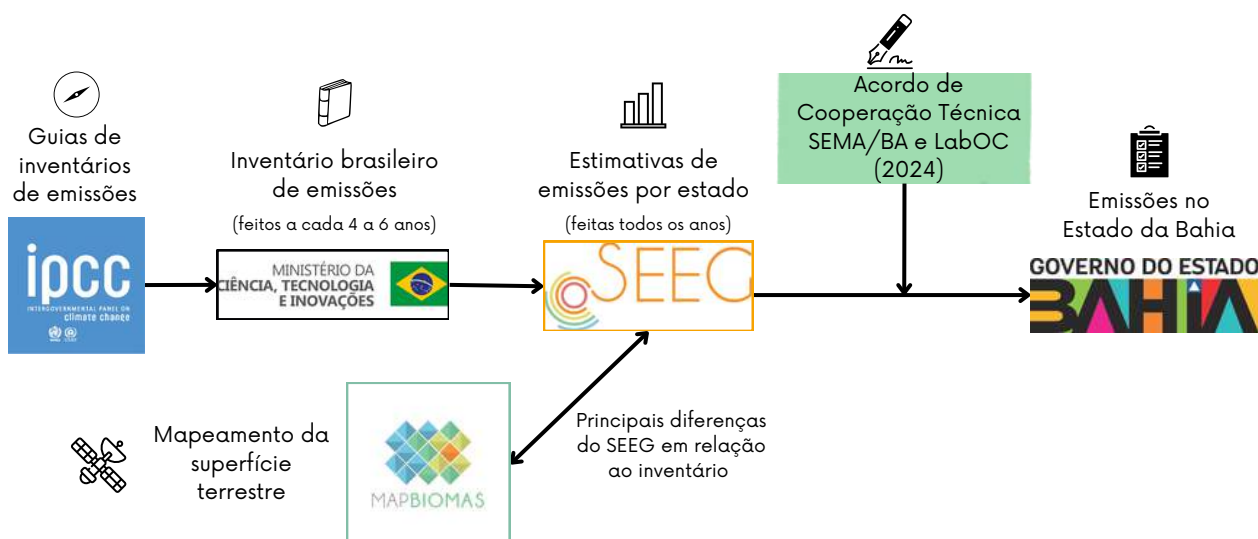 Guias de
inventários
de emissões
ipcc
INTERGOVERNMENTAL PANEL ON
climate change
Inventário brasileiro
de emissões
(feitos a cada 4 a 6 anos)
MINISTÉRIO DA
CIÊNCIA, TECNOLOGIA
E INOVAÇÕES
Estimativas de
emissões por estado
(feitas todos os anos)
SEEG
Acordo de
Cooperação Técnica
SEMA/BA e LabOC
(2024)
Emissões no
Estado da Bahia
GOVERNO DO ESTADO
BAHIA
Mapeamento da
superfície
terrestre
MAPBIOMAS
Principais diferenças
do SEEG em relação
ao inventário